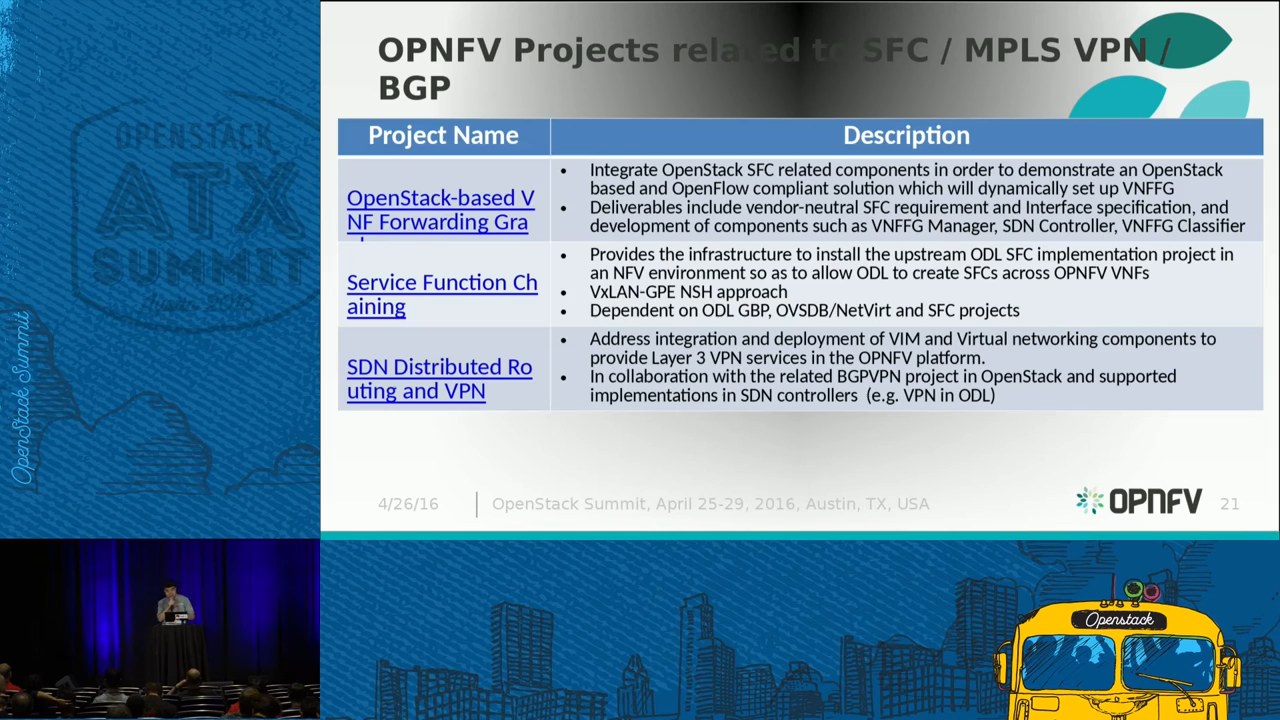 OPENSTACK
ATX
SUMMIT
Austin, 2016
OpenStack Summit
OPNFV Projects related to SFC / MPLS VPN /
BGP
Project Name
Description
OpenStack-based V
NF Forwarding Gra
• Integrate OpenStack SFC related components in order to demonstrate an OpenStack
based and OpenFlow compliant solution which will dynamically set up VNFFG
• Deliverables include vendor-neutral SFC requirement and Interface specification, and
development of components such as VNFFG Manager, SDN Controller, VNFFG Classifier
Service Function Ch
aining
• Provides the infrastructure to install the upstream ODL SFC implementation project in
an NFV environment so as to allow ODL to create SFCs across OPNFV VNFs
• VxLAN-GPE NSH approach
• Dependent on ODL GBP, OVSDB/NetVirt and SFC projects
SDN Distributed Ro
uting and VPN
• Address integration and deployment of VIM and Virtual networking components to
provide Layer 3 VPN services in the OPNFV platform.
• In collaboration with the related BGPVPN project in OpenStack and supported
implementations in SDN controllers (e.g. VPN in ODL)
4/26/16
OpenStack Summit, April 25-29, 2016, Austin, TX, USA
OPNFV
21
Openstack